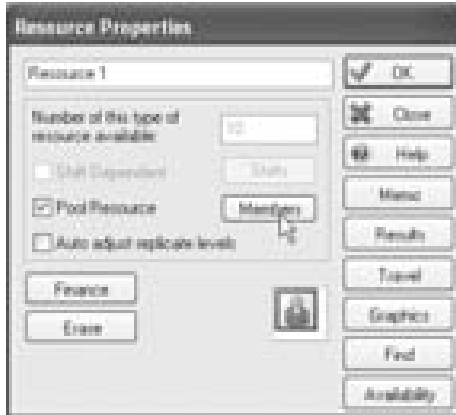 Resource Properties
Resource 1
OK
Number of this type of
resource available:
10
Close
Help
Shift Dependent
Shifts
Pool Resource
Members
Memo
Auto adjust replicate levels
Results
Finance
Travel
Erase
Graphics
Find
Availability